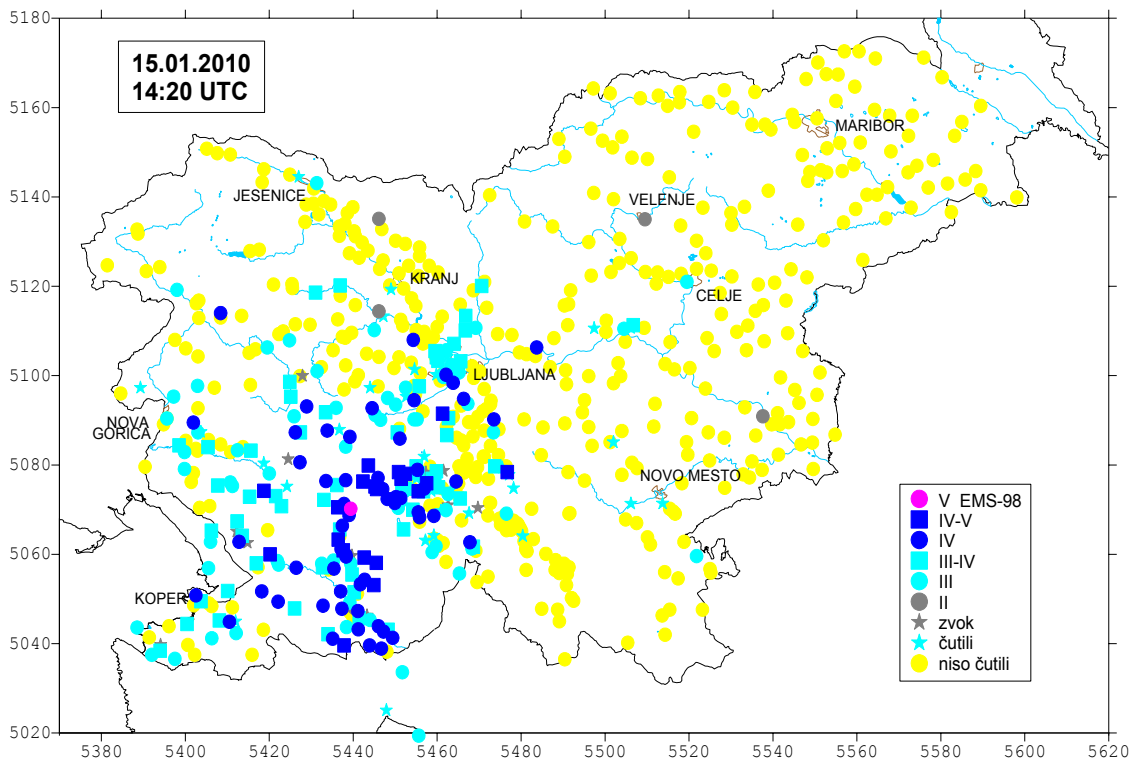 5180
5160
5140
5120
5100
5080
5060
5040
5020
15.01.2010
14:20 UTC
MARIBOR
JESENICE
VELENJE
KRANJ
CELJE
LJUBLJANA
NOVA
GORICA
NOVO MESTO
KOPER
V EMS-98
IV-V
IV
III-IV
III
II
zvok
čutili
niso čutili
5380 5400 5420 5440 5460 5480 5500 5520 5540 5560 5580 5600 5620